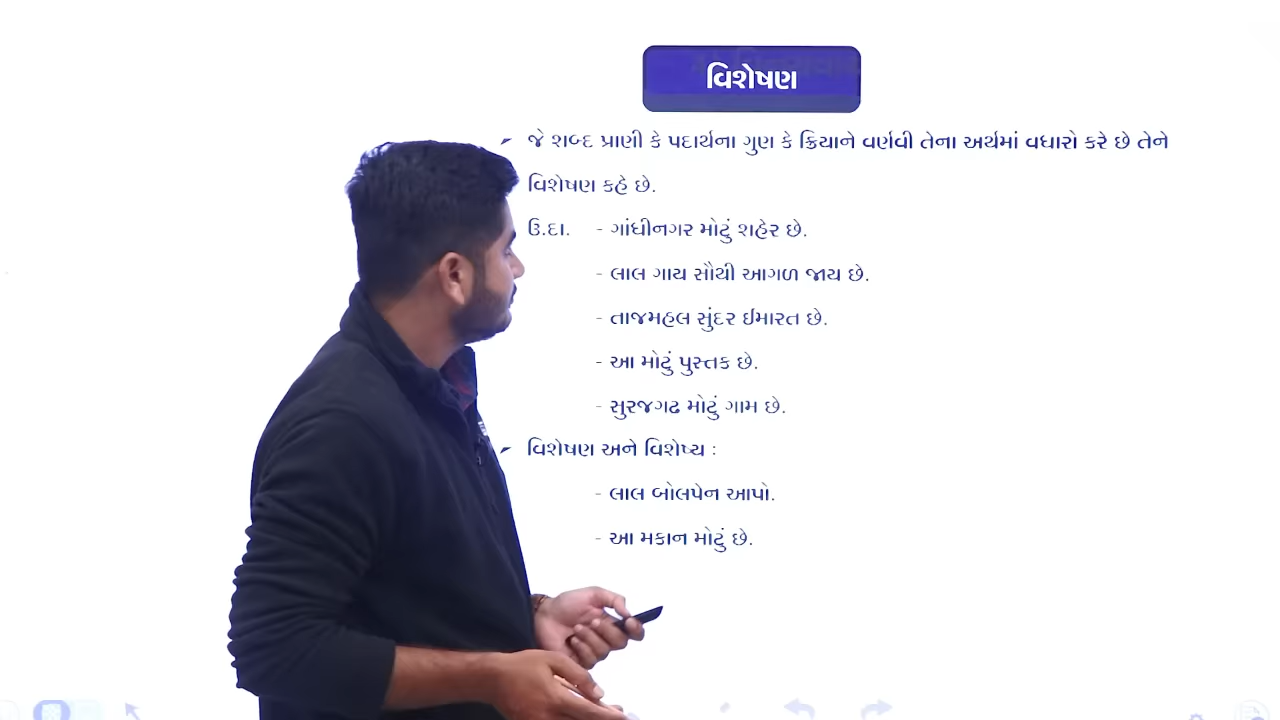 વિશેષણ
જે શબ્દ પ્રાણી કે પદાર્થના ગુણ કે ક્રિયાને વર્ણવી તેના અર્થમાં વધારો કરે છે તેને
વિશેષણ કહે છે.
ઉ.દા. - ગાંધીનગર મોટું શહેર છે.
- લાલ ગાય સૌથી આગળ જાય છે.
- તાજમહલ સુંદર ઈમારત છે.
- આ મોટું પુસ્તક છે.
- સુરજગઢ મોટું ગામ છે.
વિશેષણ અને વિશેષ્ય :
- લાલ બોલપેન આપો.
- આ મકાન મોટું છે.